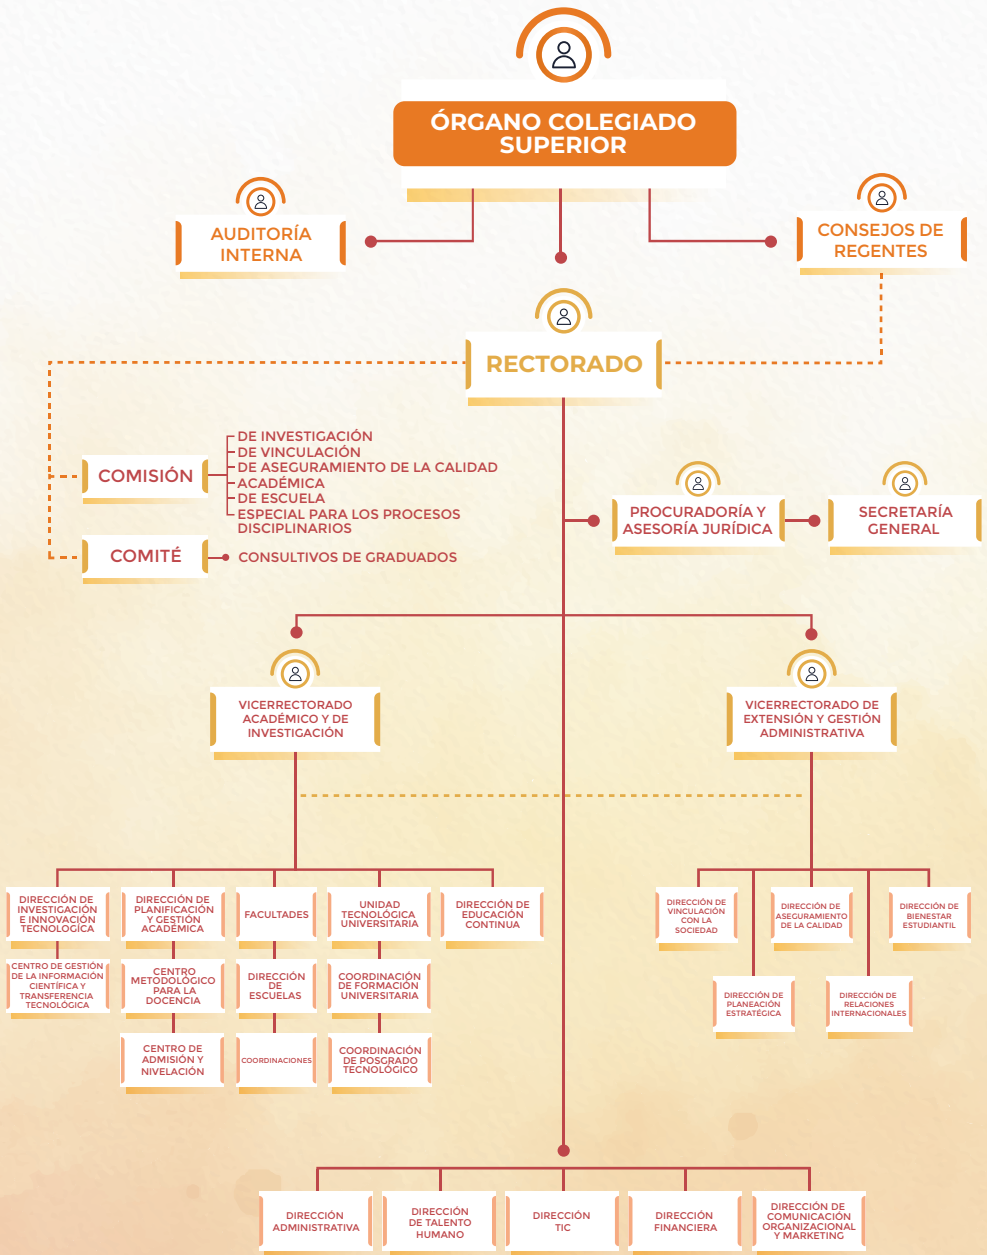 ÓRGANO COLEGIADO
SUPERIOR
AUDITORÍA
INTERNA
CONSEJOS DE
REGENTES
RECTORADO
COMISIÓN
DE INVESTIGACIÓN
DE VINCULACIÓN
DE ASEGURAMIENTO DE LA CALIDAD
ACADÉMICA
DE ESCUELA
ESPECIAL PARA LOS PROCESOS
DISCIPLINARIOS
COMITÉ
CONSULTIVOS DE GRADUADOS
PROCURADORÍA Y
ASESORÍA JURÍDICA
SECRETARÍA
GENERAL
VICERRECTORADO
ACADÉMICO Y DE
INVESTIGACIÓN
VICERRECTORADO DE
EXTENSIÓN Y GESTIÓN
ADMINISTRATIVA
DIRECCIÓN DE
INVESTIGACIÓN
E INNOVACIÓN
TECNOLOGÍCA
DIRECCIÓN DE
PLANIFICACIÓN
Y GESTIÓN
ACADÉMICA
FACULTADES
UNIDAD
TECNOLÓGICA
UNIVERSITARIA
DIRECCIÓN DE
EDUCACIÓN
CONTINUA
CENTRO DE GESTIÓN
DE LA INFORMACIÓN
CIENTÍFICA Y
TRANSFERENCIA
TECNOLÓGICA
CENTRO
METODOLÓGICO
PARA LA
DOCENCIA
DIRECCIÓN
DE
ESCUELAS
COORDINACIÓN
DE FORMACIÓN
UNIVERSITARIA
CENTRO DE
ADMISIÓN Y
NIVELACIÓN
COORDINACIONES
COORDINACIÓN
DE POSGRADO
TECNOLÓGICO
DIRECCIÓN DE
VINCULACIÓN
CON LA
SOCIEDAD
DIRECCIÓN DE
ASEGURAMIENTO
DE LA CALIDAD
DIRECCIÓN DE
BIENESTAR
ESTUDIANTIL
DIRECCIÓN DE
PLANEACIÓN
ESTRATÉGICA
DIRECCIÓN DE
RELACIONES
INTERNACIONALES
DIRECCIÓN
ADMINISTRATIVA
DIRECCIÓN
DE TALENTO
HUMANO
DIRECCIÓN
TIC
DIRECCIÓN
FINANCIERA
DIRECCIÓN DE
COMUNICACIÓN
ORGANIZACIONAL
Y MARKETING